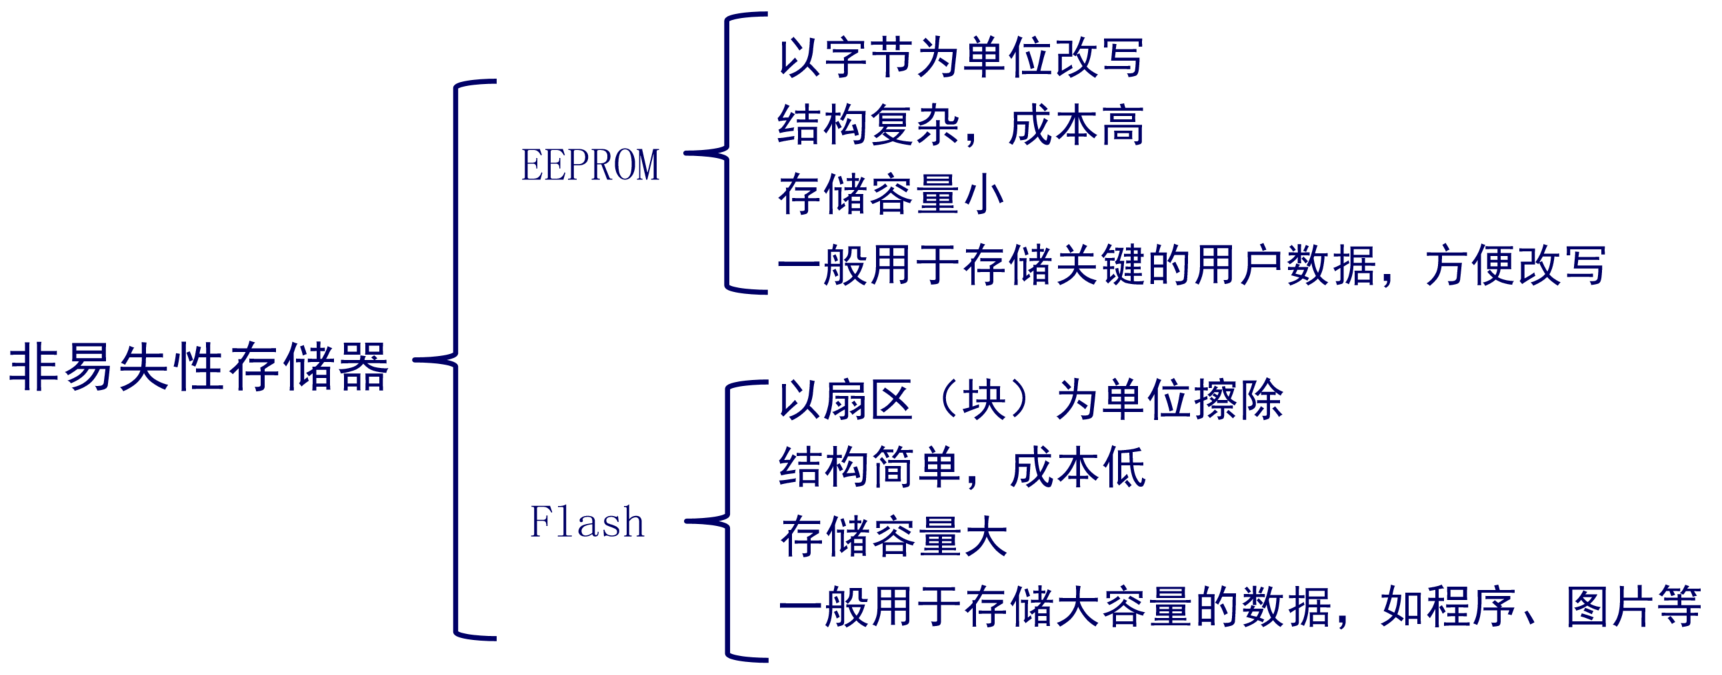 非易失性存储器
EEPROM
以字节为单位改写
结构复杂，成本高
存储容量小
一般用于存储关键的用户数据，方便改写
Flash
以扇区（块）为单位擦除
结构简单，成本低
存储容量大
一般用于存储大容量的数据，如程序、图片等